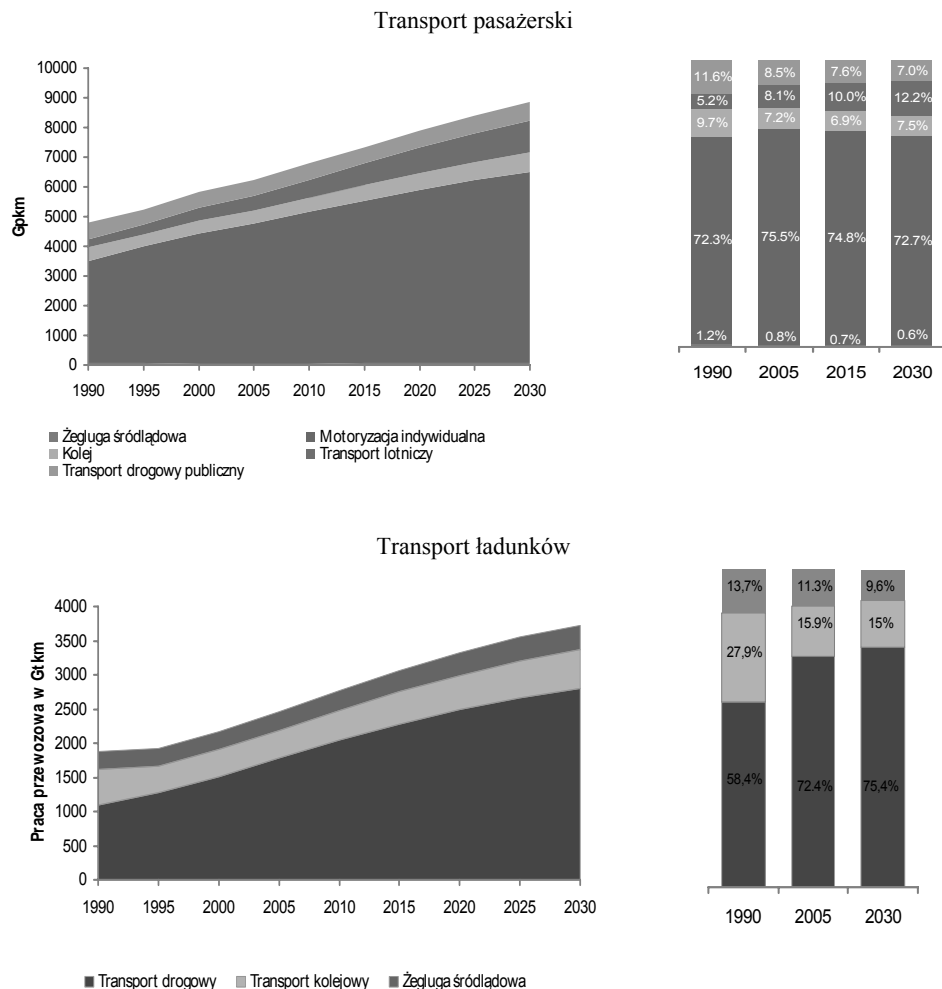 Transport pasażerski
10000
9000
8000
7000
6000
5000
4000
3000
2000
1000
0
Gpkm
1990 1995 2000 2005 2010 2015 2020 2025 2030
11.6% 8.5% 7.6% 7.0%
5.2% 8.1% 10.0% 12.2%
9.7% 7.2% 6.9% 7.5%
72.3% 75.5% 74.8% 72.7%
1.2% 0.8% 0.7% 0.6%
1990 2005 2015 2030
Żegluga śródlądowa Motoryzacja indywidualna
Kolej Transport lotniczy
Transport drogowy publiczny
Transport ładunków
4000
3500
3000
2500
2000
1500
1000
500
0
Praca przewozowa w Gtkm
1990 1995 2000 2005 2010 2015 2020 2025 2030
13,7% 11.3% 9,6%
27,9% 15.9% 15%
58,4% 72.4% 75,4%
1990 2005 2030
Transport drogowy Transport kolejowy Żegluga śródlądowa